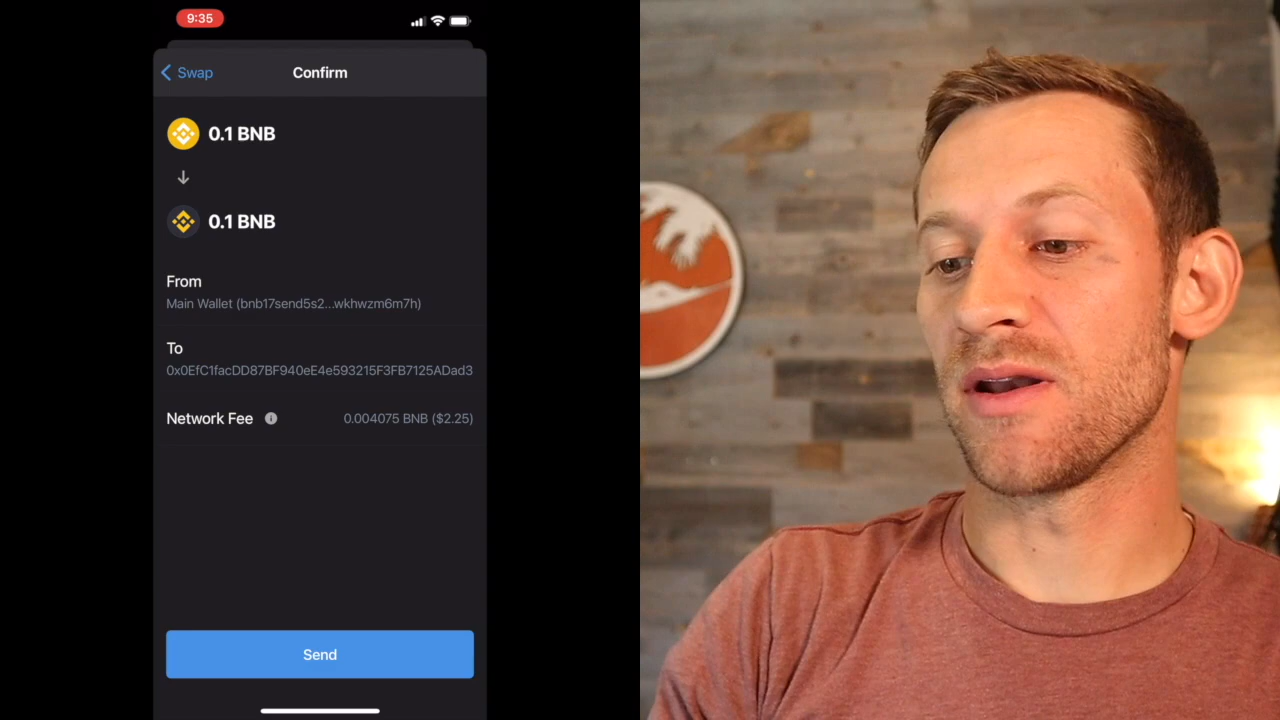 9:35
Swap
Confirm
0.1 BNB
0.1 BNB
From
Main Wallet (bnb17send5s2...wkhwzm6m7h)
To
0x0EfC1facDD87BF940eE4e593215F3FB7125ADad3
Network Fee
0.004075 BNB ($2.25)
Send